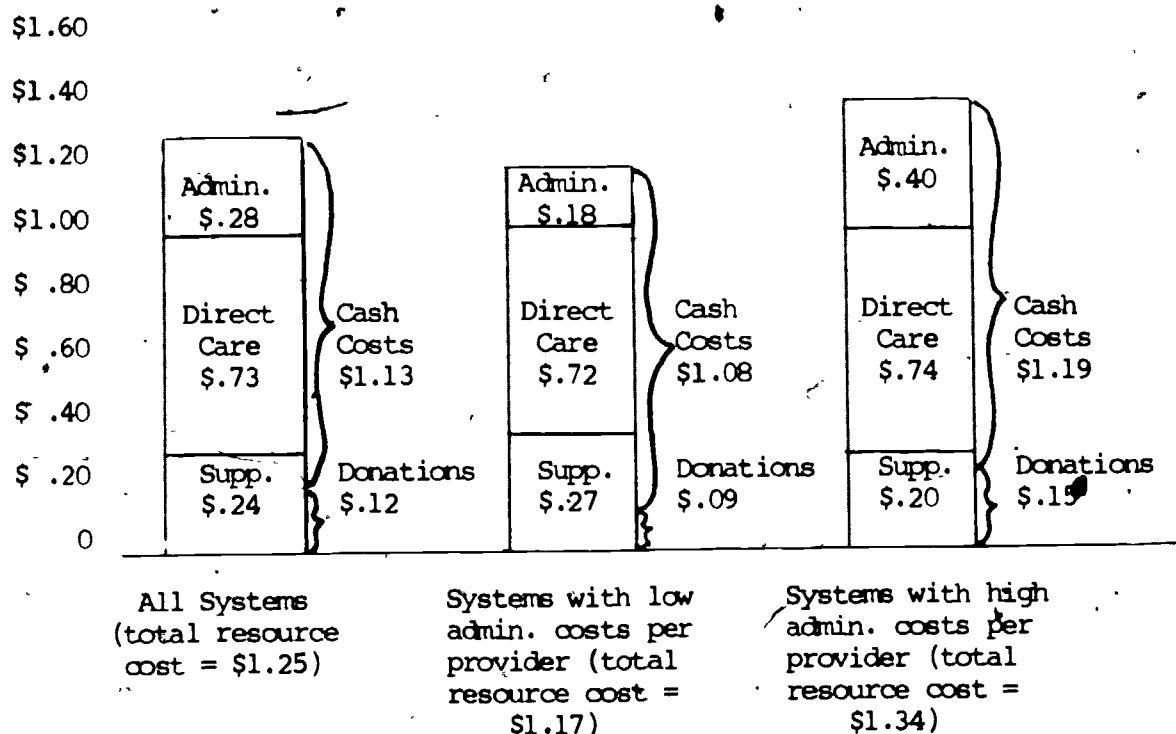 $1.60
$1.40
$1.20
$1.00
$ .80
$ .60
$ .40
$ .20
0
Admin.
$.28
Direct
Care
$.73
Supp.
$.24
Cash
Costs
$1.13
Donations
$.12
Admin.
$.18
Direct
Care
$.72
Supp.
$.27
Cash
Costs
$1.08
Donations
$.09
Admin.
$.40
Direct
Care
$.74
Supp.
$.20
Cash
Costs
$1.19
Donations
$.15
All Systems
(total resource
cost = $1.25)
Systems with low
admin. costs per
provider (total
resource cost =
$1.17)
Systems with high
admin. costs per
provider (total
resource cost =
$1.34)